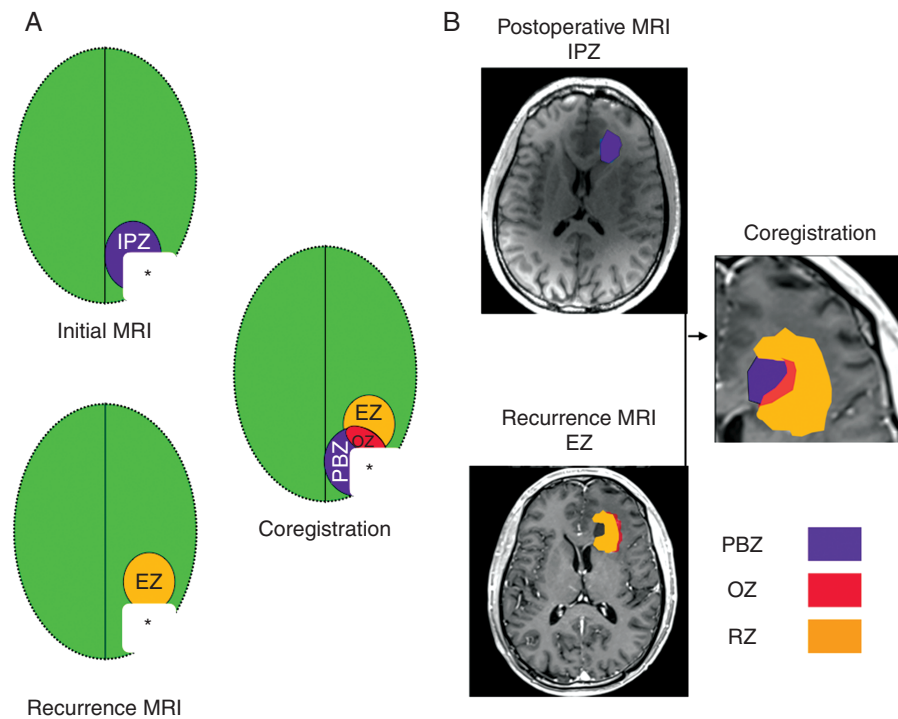 A
IPZ
*
Initial MRI
EZ
*
Recurrence MRI
EZ
OZ
PBZ
*
Coregistration
B
Postoperative MRI
IPZ
Recurrence MRI
EZ
Coregistration
PBZ
OZ
RZ